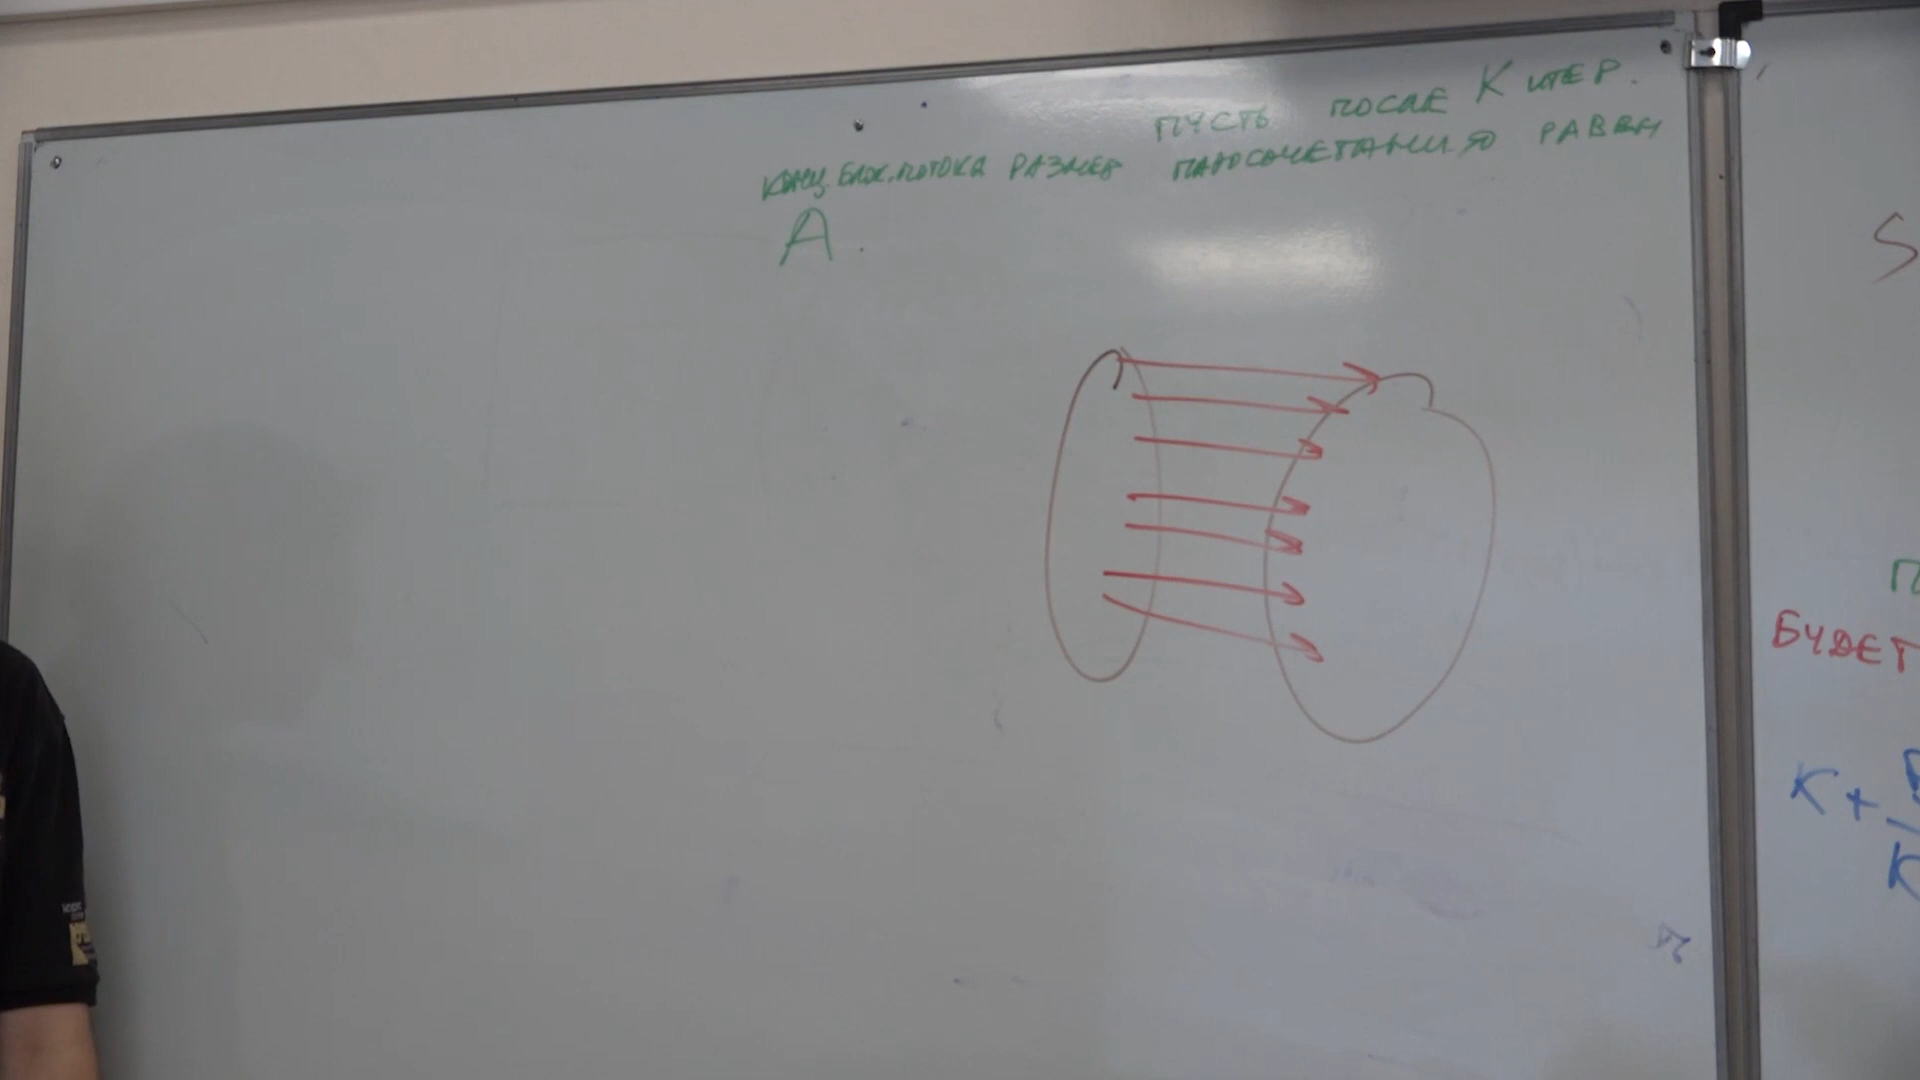 ПУСТЬ ПОСЛЕ К ИТЕР.
КОНЦ. БЛОК. ПОТОКА РАЗМЕР ПАРОСОЧЕТАНИЯ РАВЕН
А
S
П
БУДЕТ
К +
К